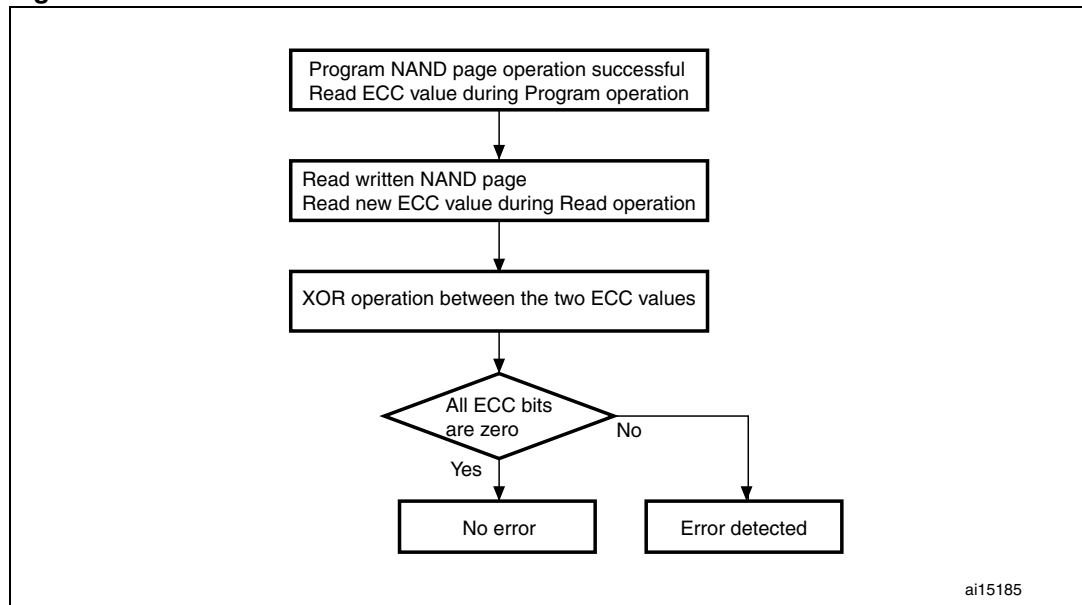 Program NAND page operation successful
Read ECC value during Program operation
Read written NAND page
Read new ECC value during Read operation
XOR operation between the two ECC values
All ECC bits
are zero
No
Yes
No error
Error detected
ai15185